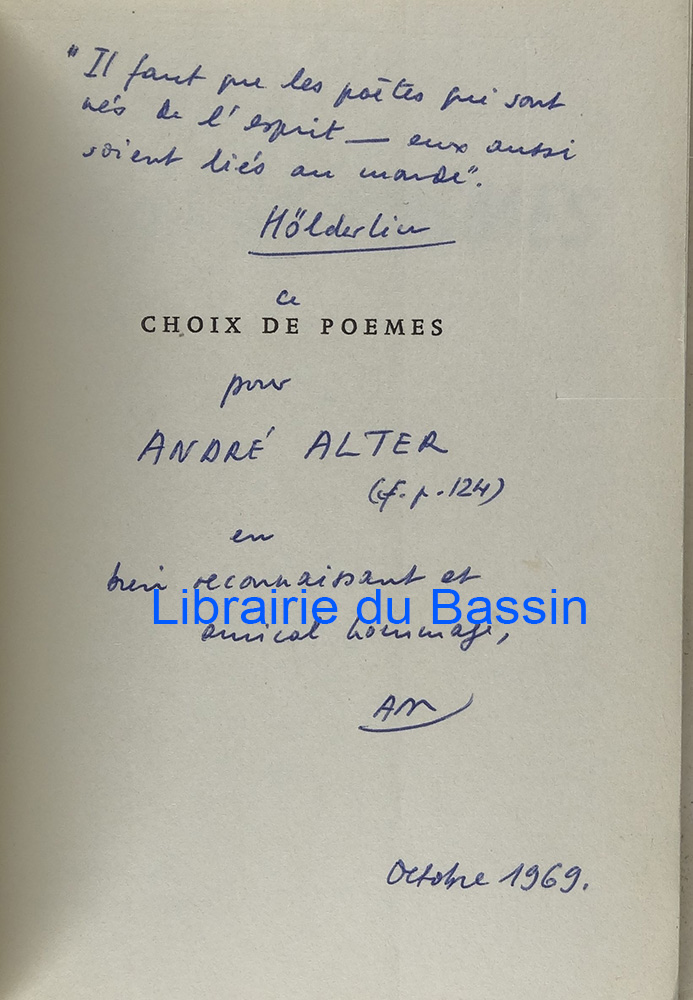 "Il faut que les poètes qui sont
nés de l'esprit — eux aussi
soient liés au monde".
Hölderlin
ce
CHOIX DE POEMES
pour
ANDRÉ ALTER
(cf. p. 124)
en
bien reconnaissant et
Librairie du Bassin
amical hommage,
AM
Octobre 1969.